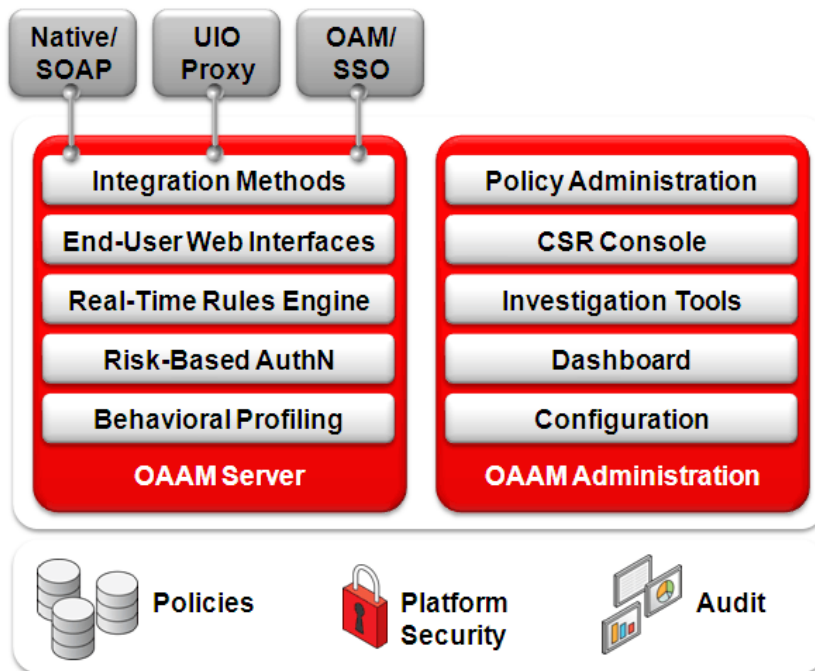 Native/
SOAP
UIO
Proxy
OAM/
SSO
Integration Methods
End-User Web Interfaces
Real-Time Rules Engine
Risk-Based AuthN
Behavioral Profiling
OAAM Server
Policy Administration
CSR Console
Investigation Tools
Dashboard
Configuration
OAAM Administration
Policies
Platform
Security
Audit